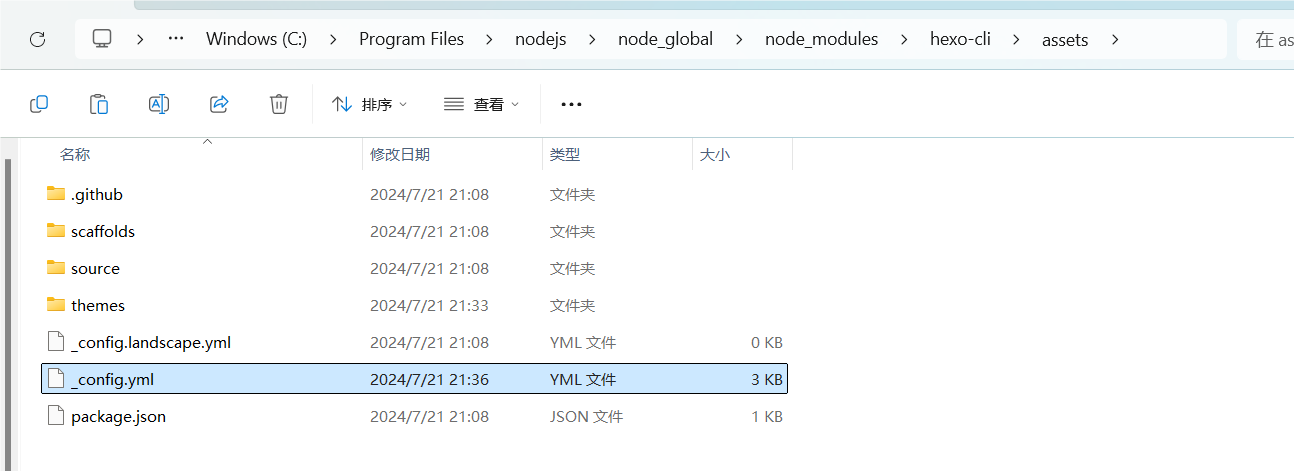 Windows (C:) Program Files nodejs node_global node_modules hexo-cli assets 在 as
排序 查看
名称 修改日期 类型 大小
.github 2024/7/21 21:08 文件夹
scaffolds 2024/7/21 21:08 文件夹
source 2024/7/21 21:08 文件夹
themes 2024/7/21 21:33 文件夹
_config.landscape.yml 2024/7/21 21:08 YML 文件 0 KB
_config.yml 2024/7/21 21:36 YML 文件 3 KB
package.json 2024/7/21 21:08 JSON 文件 1 KB